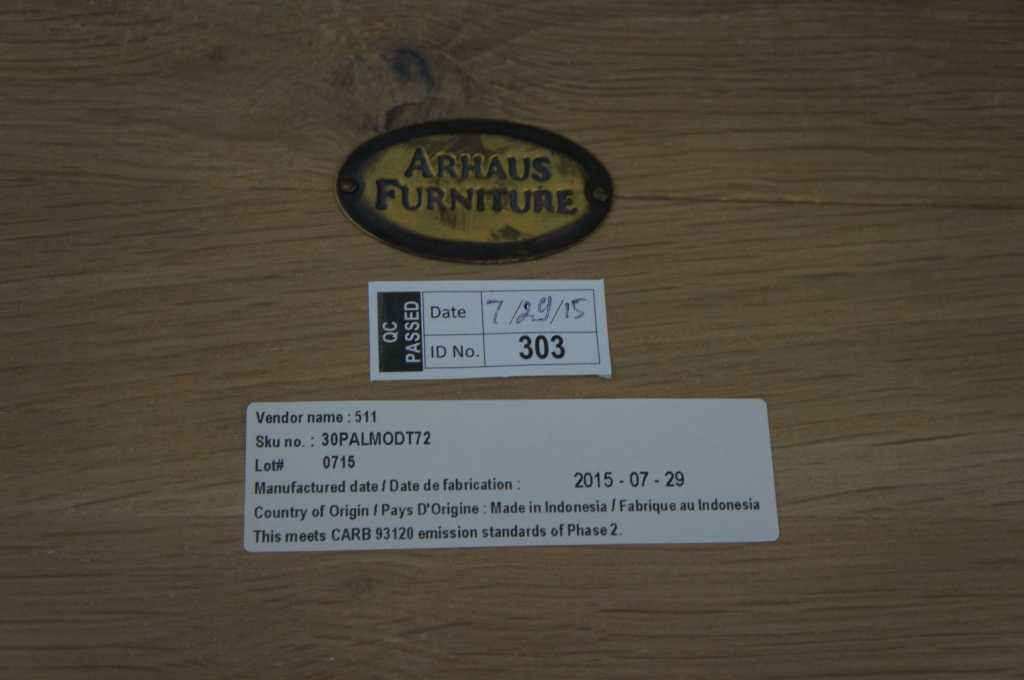 ARHAUS
FURNITURE
QC
PASSED
Date 7/29/15
ID No. 303
Vendor name : 511
Sku no. : 30PALMODT72
Lot# 0715
Manufactured date / Date de fabrication : 2015 - 07 - 29
Country of Origin / Pays D'Origine : Made in Indonesia / Fabrique au Indonesia
This meets CARB 93120 emission standards of Phase 2.